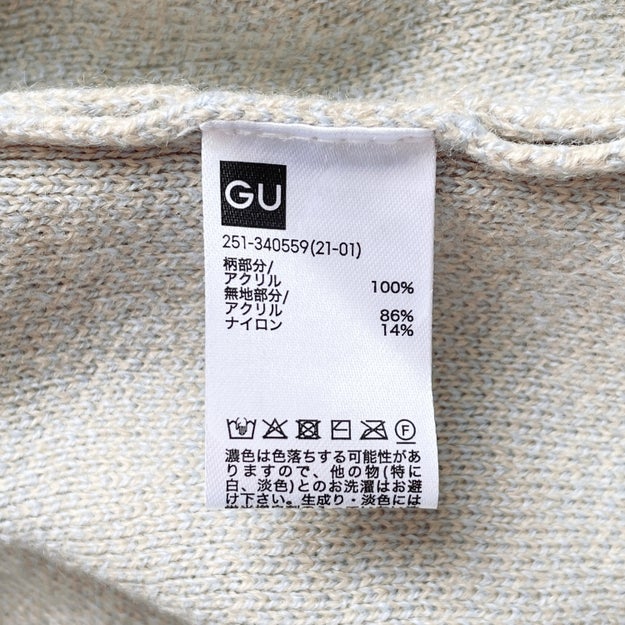 GU
251-340559(21-01)
柄部分/
アクリル 100%
無地部分/
アクリル 86%
ナイロン 14%
F
濃色は色落ちする可能性があ
りますので、他の物(特に
白、淡色)とのお洗濯はお避
け下さい。生成り・淡色には